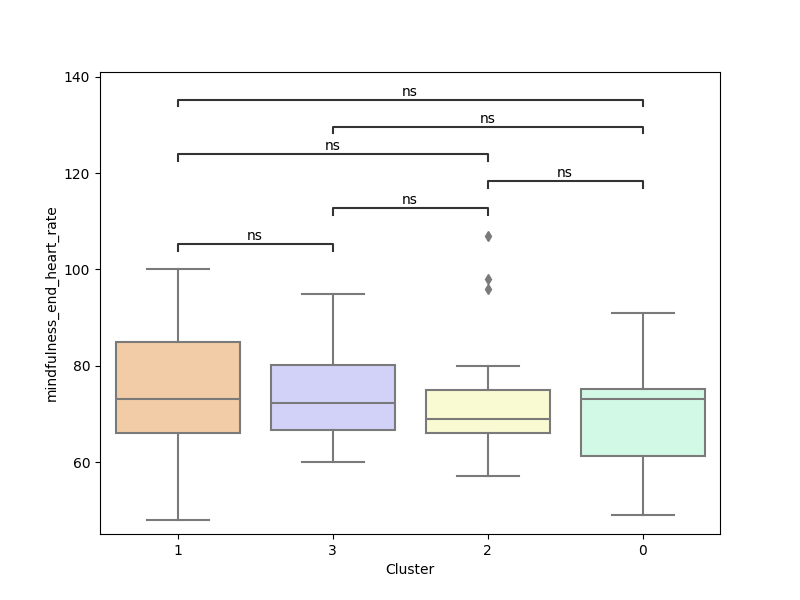 140
120
100
80
60
mindfulness_end_heart_rate
ns
ns
ns
ns
ns
ns
1 3 2 0
Cluster